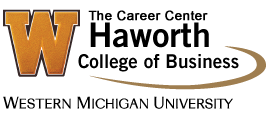 W
The Career Center
Haworth
College of Business
WESTERN MICHIGAN UNIVERSITY